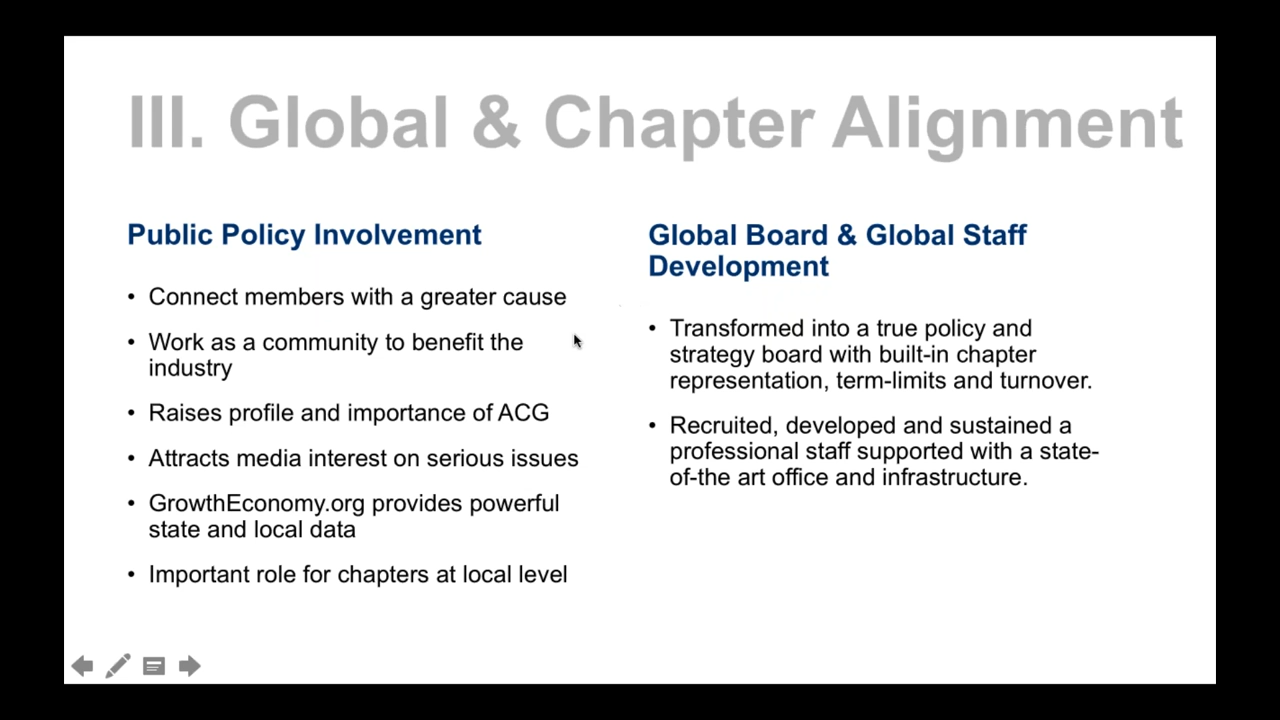 III. Global & Chapter Alignment
Public Policy Involvement
• Connect members with a greater cause
• Work as a community to benefit the
industry
• Raises profile and importance of ACG
• Attracts media interest on serious issues
• GrowthEconomy.org provides powerful
state and local data
• Important role for chapters at local level
Global Board & Global Staff
Development
• Transformed into a true policy and
strategy board with built-in chapter
representation, term-limits and turnover.
• Recruited, developed and sustained a
professional staff supported with a state-
of-the art office and infrastructure.